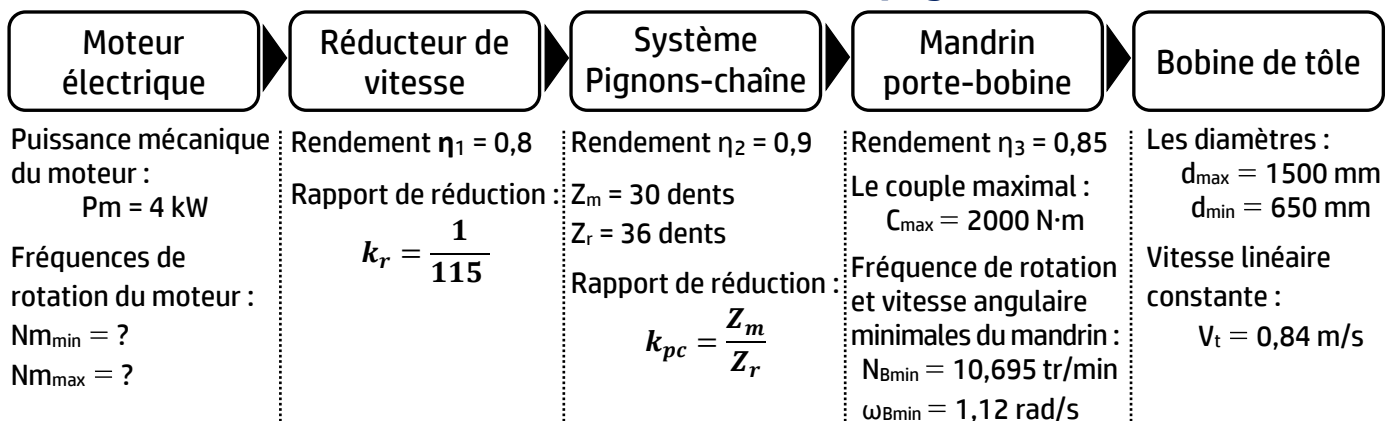 Moteur
électrique
Réducteur de
vitesse
Système
Pignons-chaîne
Mandrin
porte-bobine
Bobine de tôle
Puissance mécanique
du moteur :
Pm = 4 kW
Fréquences de
rotation du moteur :
Nmmin = ?
Nmmax = ?
Rendement η1 = 0,8
Rapport de réduction :
kr = 1/115
Rendement η2 = 0,9
Zm = 30 dents
Zr = 36 dents
Rapport de réduction :
kpc = Zm/Zr
Rendement η3 = 0,85
Le couple maximal :
Cmax = 2000 N·m
Fréquence de rotation
et vitesse angulaire
minimales du mandrin :
NBmin = 10,695 tr/min
ωBmin = 1,12 rad/s
Les diamètres :
dmax = 1500 mm
dmin = 650 mm
Vitesse linéaire
constante :
Vt = 0,84 m/s